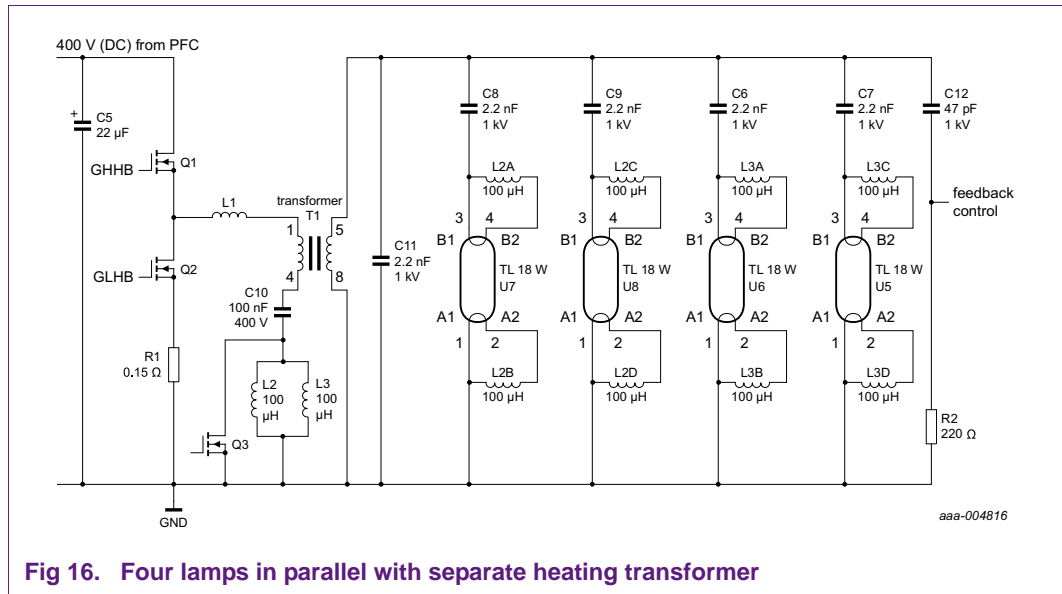 400 V (DC) from PFC
C5
22 µF
GHHB
Q1
GLHB
Q2
R1
0.15 Ω
GND
L1
transformer
T1
1
5
4
8
C10
100 nF
400 V
L2
100
µH
L3
100
µH
Q3
C11
2.2 nF
1 kV
C8
2.2 nF
1 kV
L2A
100 µH
3
4
B1
B2
TL 18 W
U7
A1
A2
1
2
L2B
100 µH
C9
2.2 nF
1 kV
L2C
100 µH
3
4
B1
B2
TL 18 W
U8
A1
A2
1
2
L2D
100 µH
C6
2.2 nF
1 kV
L3A
100 µH
3
4
B1
B2
TL 18 W
U6
A1
A2
1
2
L3B
100 µH
C7
2.2 nF
1 kV
L3C
100 µH
3
4
B1
B2
TL 18 W
U5
A1
A2
1
2
L3D
100 µH
C12
47 pF
1 kV
feedback
control
R2
220 Ω
aaa-004816
Fig 16. Four lamps in parallel with separate heating transformer